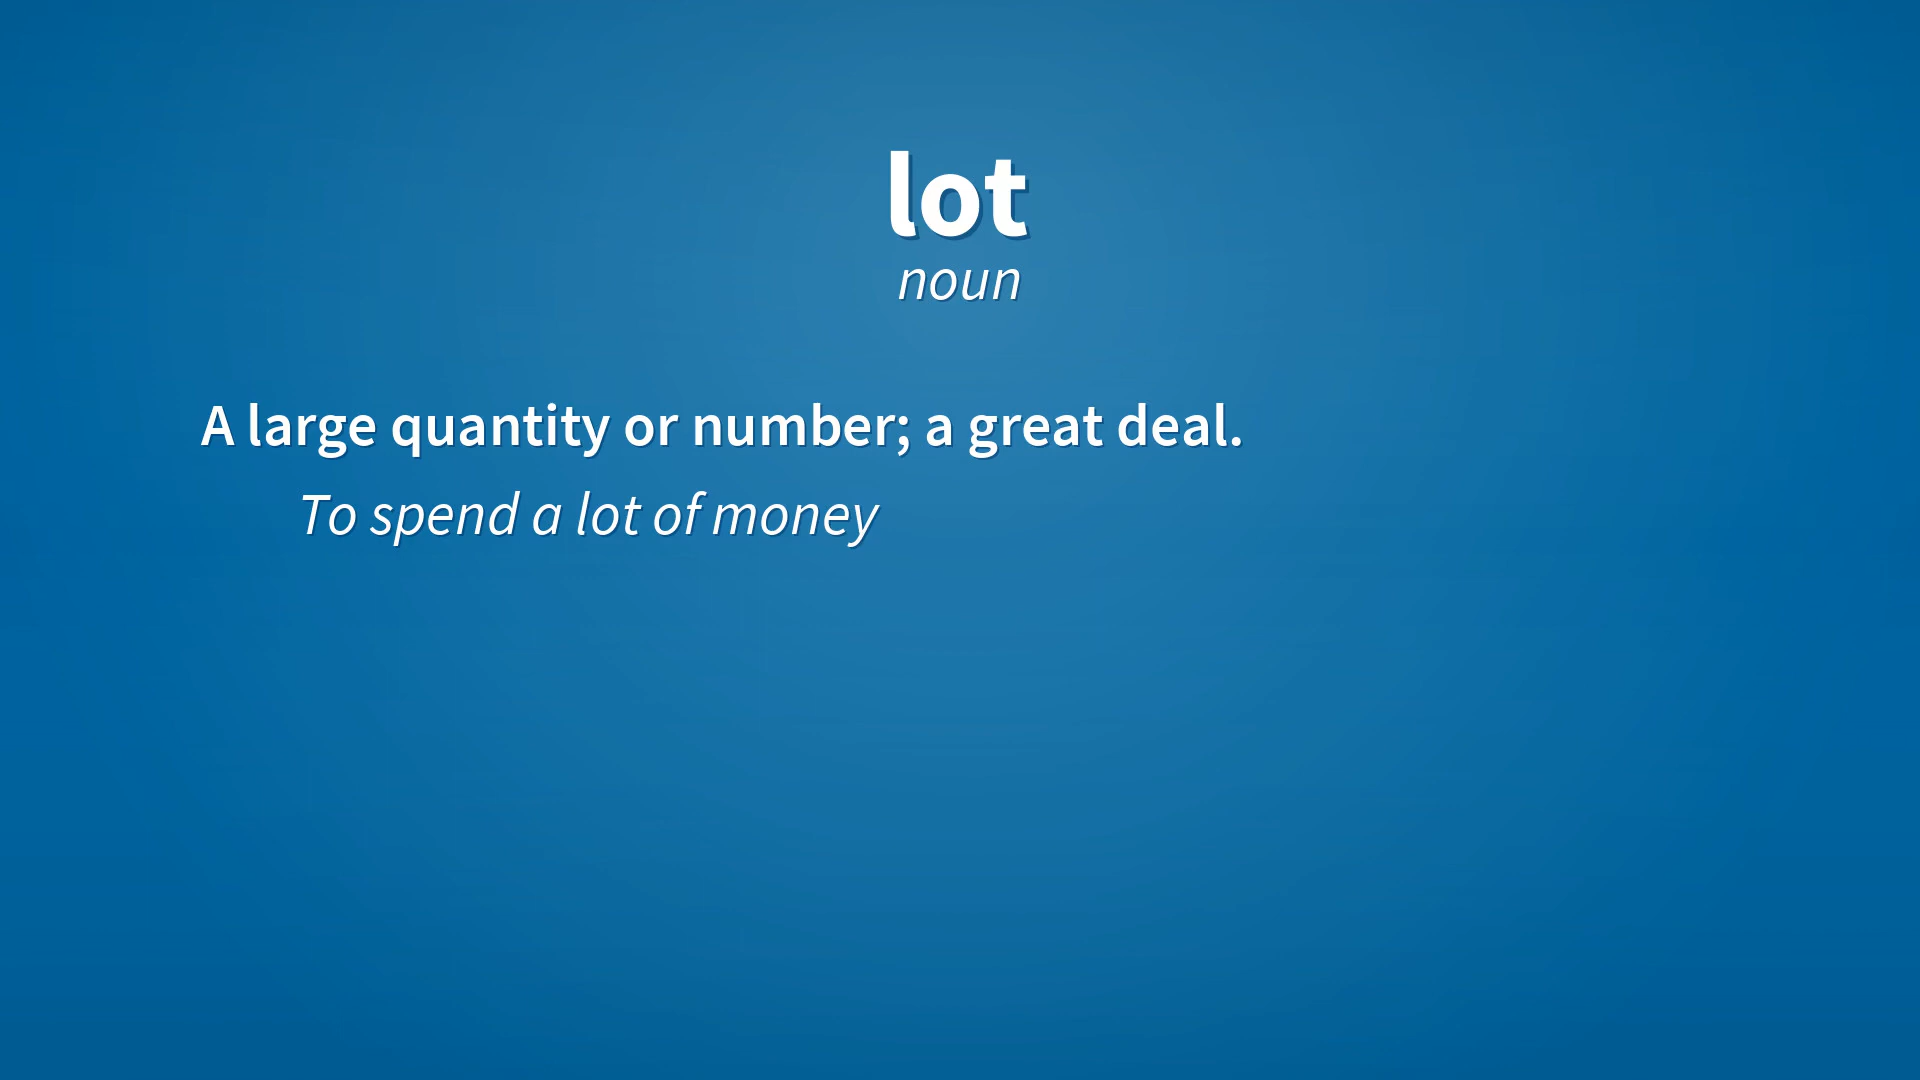 lot
noun
A large quantity or number; a great deal.
To spend a lot of money